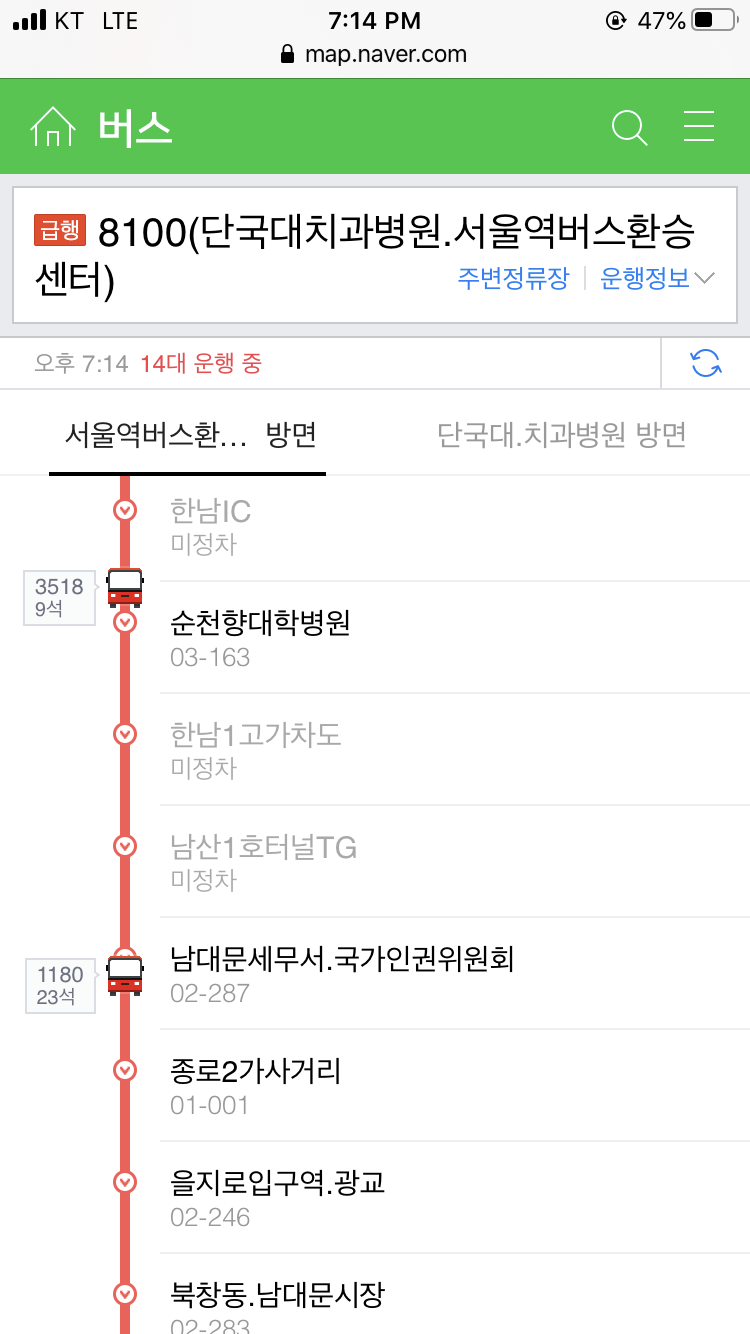 KT LTE 7:14 PM 47%
map.naver.com
버스
급행 8100(단국대치과병원.서울역버스환승
센터) 주변정류장 운행정보
오후 7:14 14대 운행 중
서울역버스환... 방면 단국대.치과병원 방면
한남IC
미정차
3518
9석
순천향대학병원
03-163
한남1고가차도
미정차
남산1호터널TG
미정차
1180
23석
남대문세무서.국가인권위원회
02-287
종로2가사거리
01-001
을지로입구역.광교
02-246
북창동.남대문시장
02-283